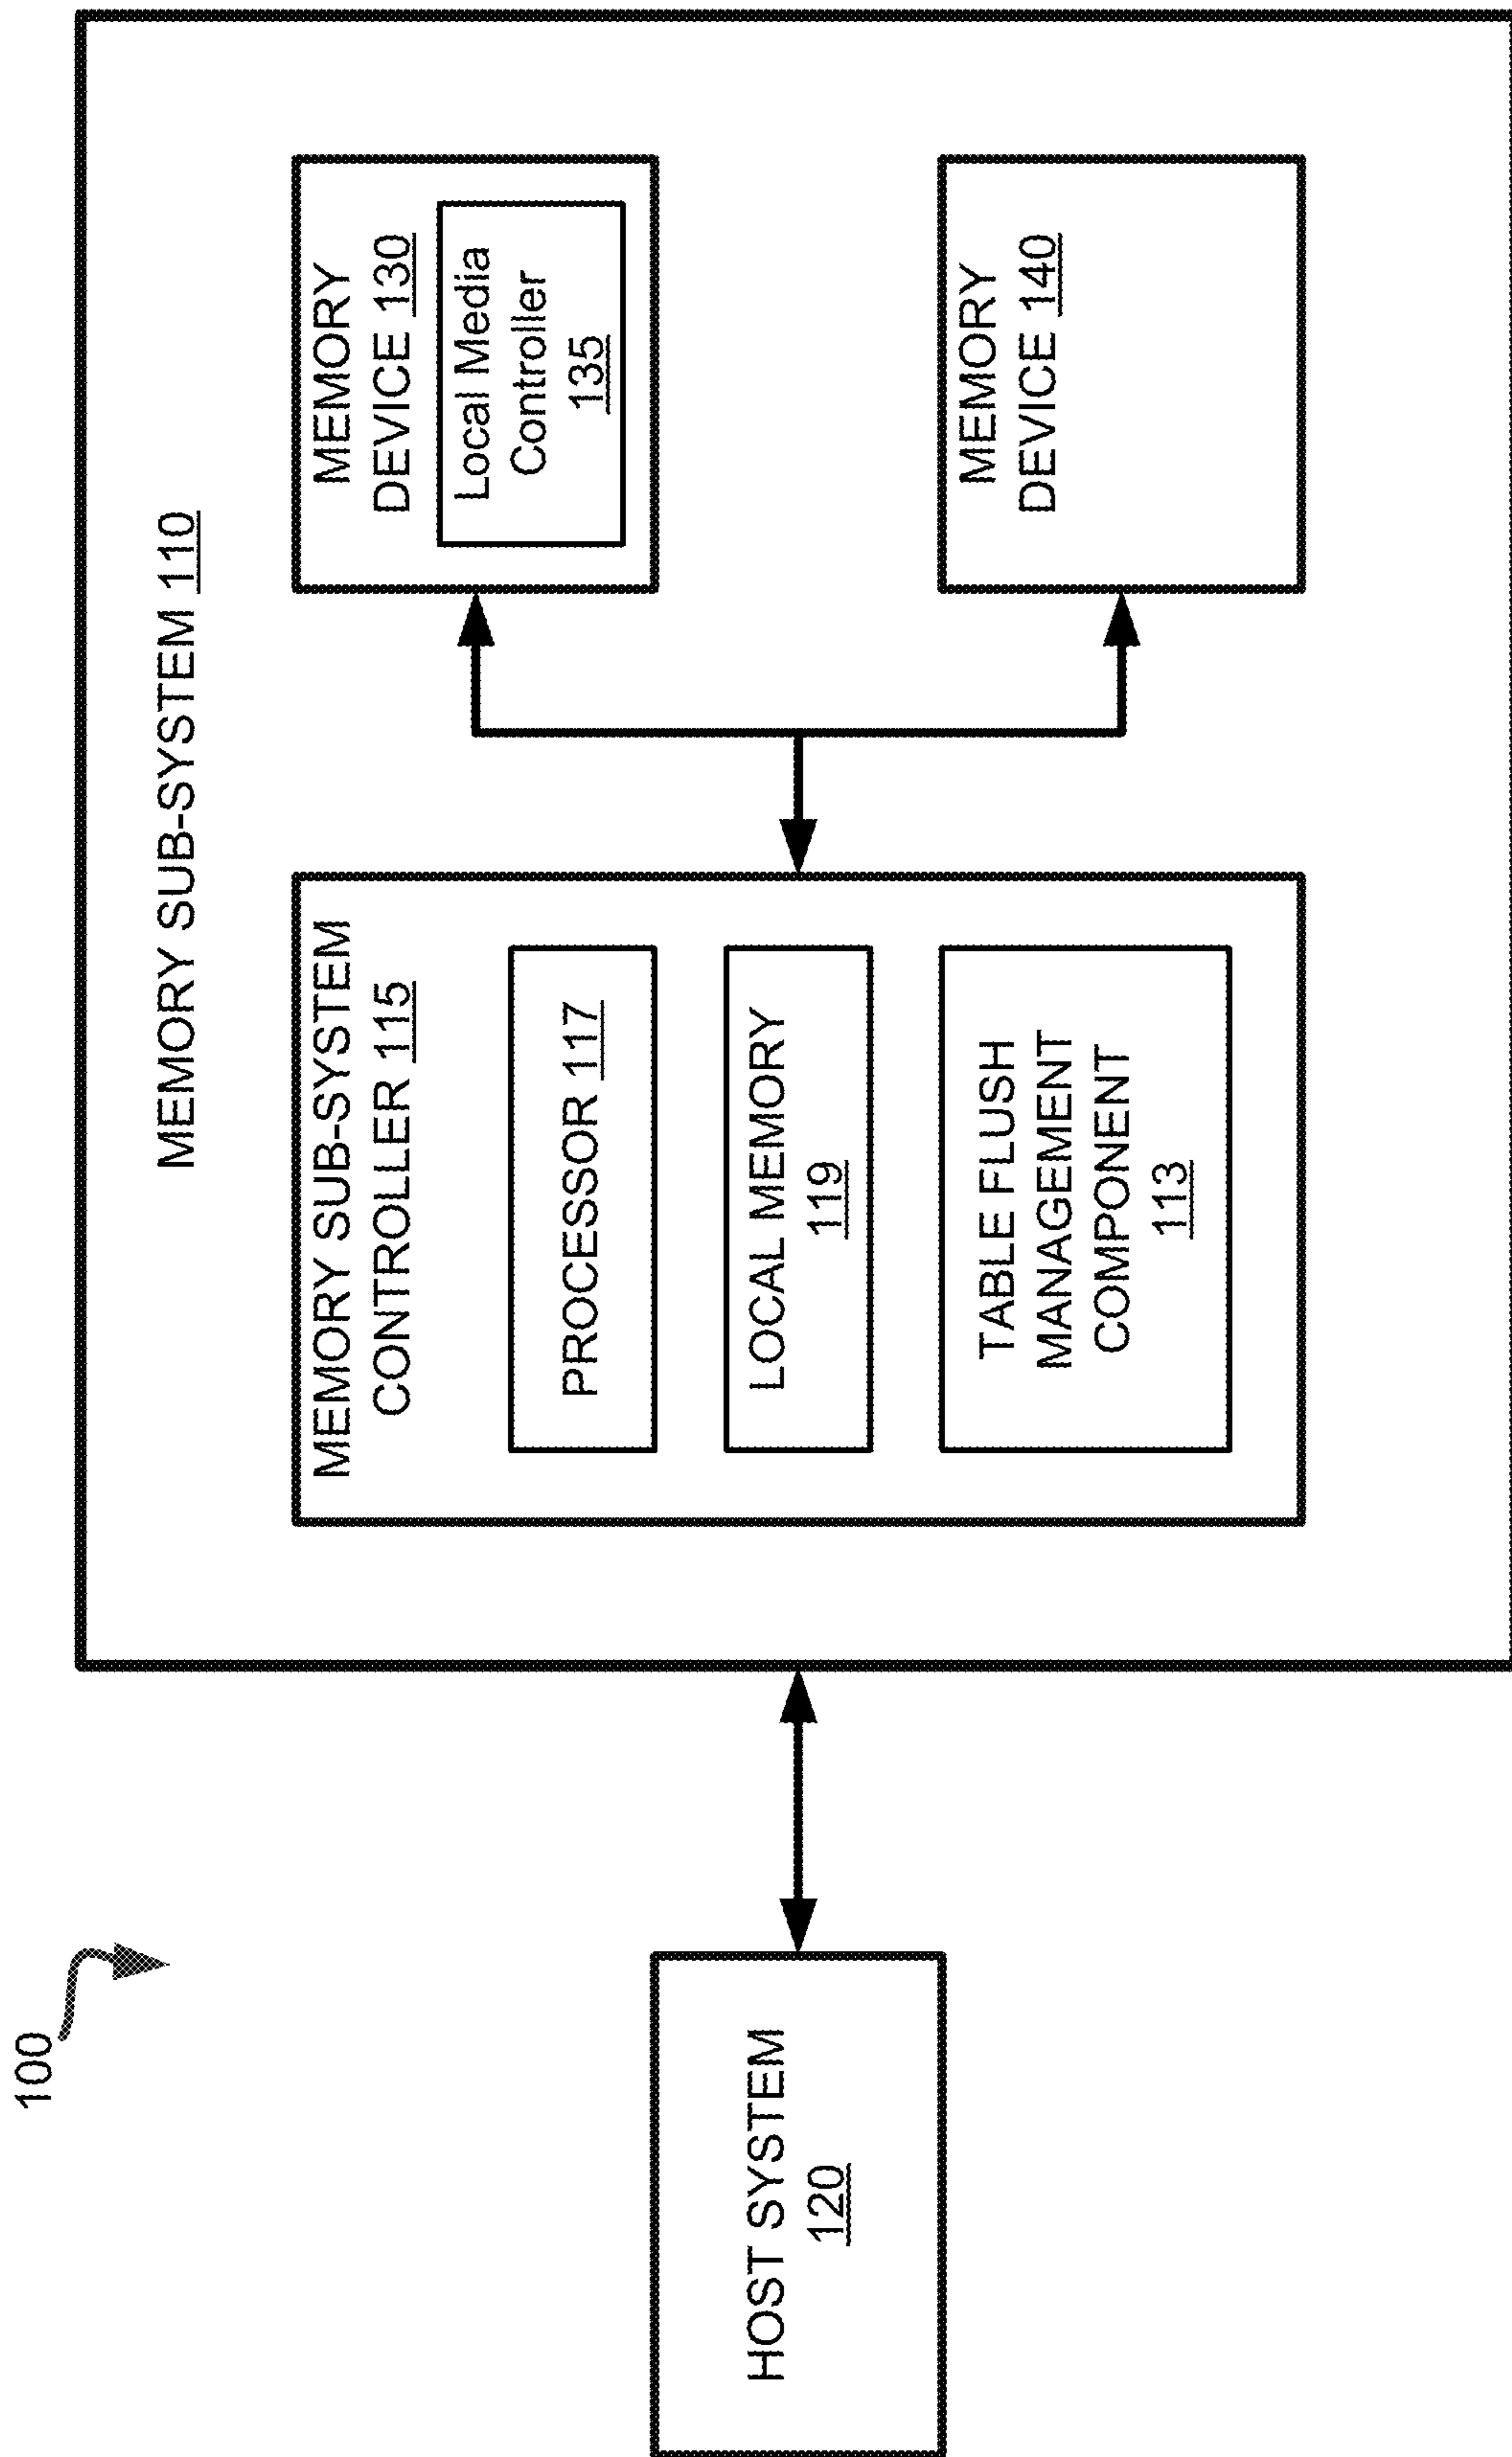 100
HOST SYSTEM
120
MEMORY SUB-SYSTEM 110
MEMORY SUB-SYSTEM
CONTROLLER 115
PROCESSOR 117
LOCAL MEMORY
119
TABLE FLUSH
MANAGEMENT
COMPONENT
113
MEMORY
DEVICE 130
Local Media
Controller
135
MEMORY
DEVICE 140